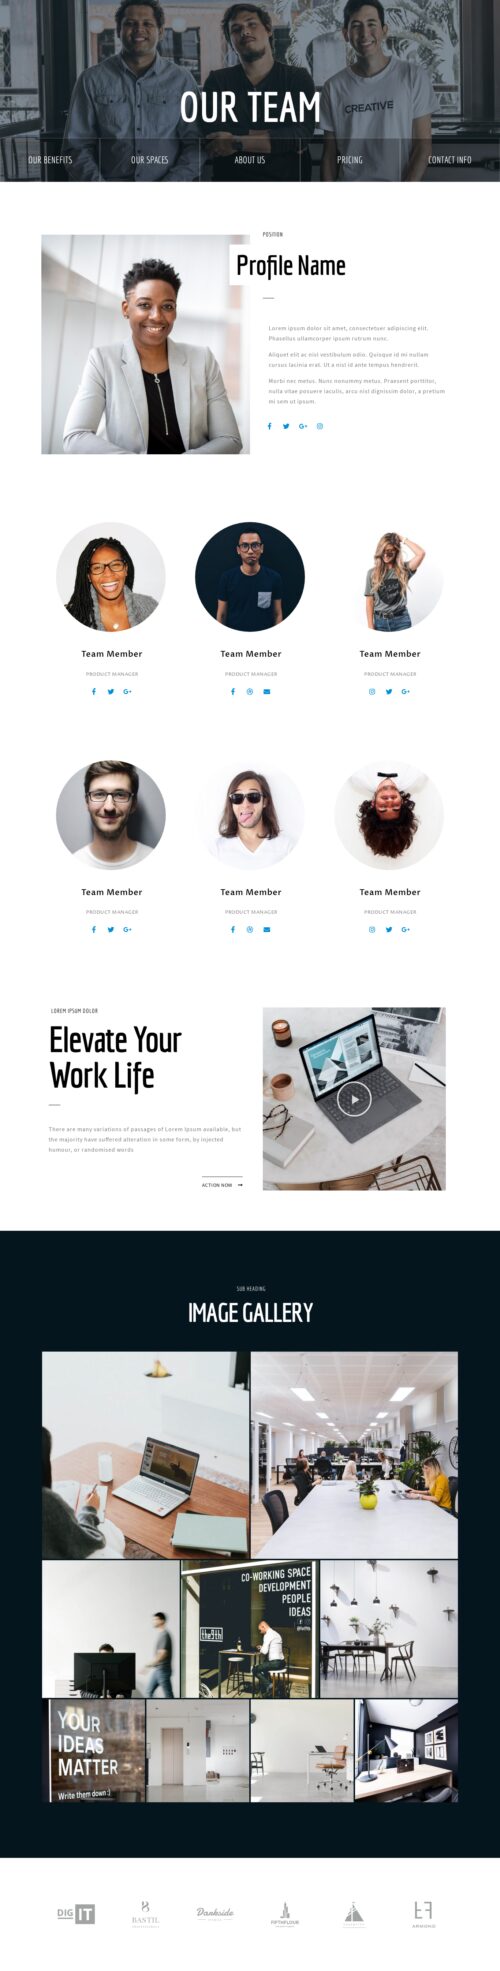 CREATIVE
OUR TEAM
OUR BENEFITS
OUR SPACES
ABOUT US
PRICING
CONTACT INFO
POSITION
Profile Name
Lorem ipsum dolor sit amet, consectetuer adipiscing elit.
Phasellus ullamcorper ipsum rutrum nunc.
Aliquet elit ac nisl vestibulum odio. Quisque id mi nullam
cursus lacinia erat. Ut a nisl id ante tempus hendrerit.
Morbi nec metus. Nunc nonummy metus. Praesent porttitor,
nulla vitae posuere iaculis, arcu nisl dignissim dolor, a pretium
mi sem ut ipsum.
Team Member
PRODUCT MANAGER
Team Member
PRODUCT MANAGER
Team Member
PRODUCT MANAGER
Team Member
PRODUCT MANAGER
Team Member
PRODUCT MANAGER
Team Member
PRODUCT MANAGER
LOREM IPSUM DOLOR
Elevate Your
Work Life
There are many variations of passages of Lorem Ipsum available, but
the majority have suffered alteration in some form, by injected
humour, or randomised words
ACTION NOW
SUB HEADING
IMAGE GALLERY
CO-WORKING SPACE
DEVELOPMENT
PEOPLE
IDEAS
YOUR
IDEAS
MATTER
Write them down :)
DIG IT
BASTIL
Darkside
FIFTHFLOOR
ARMOND